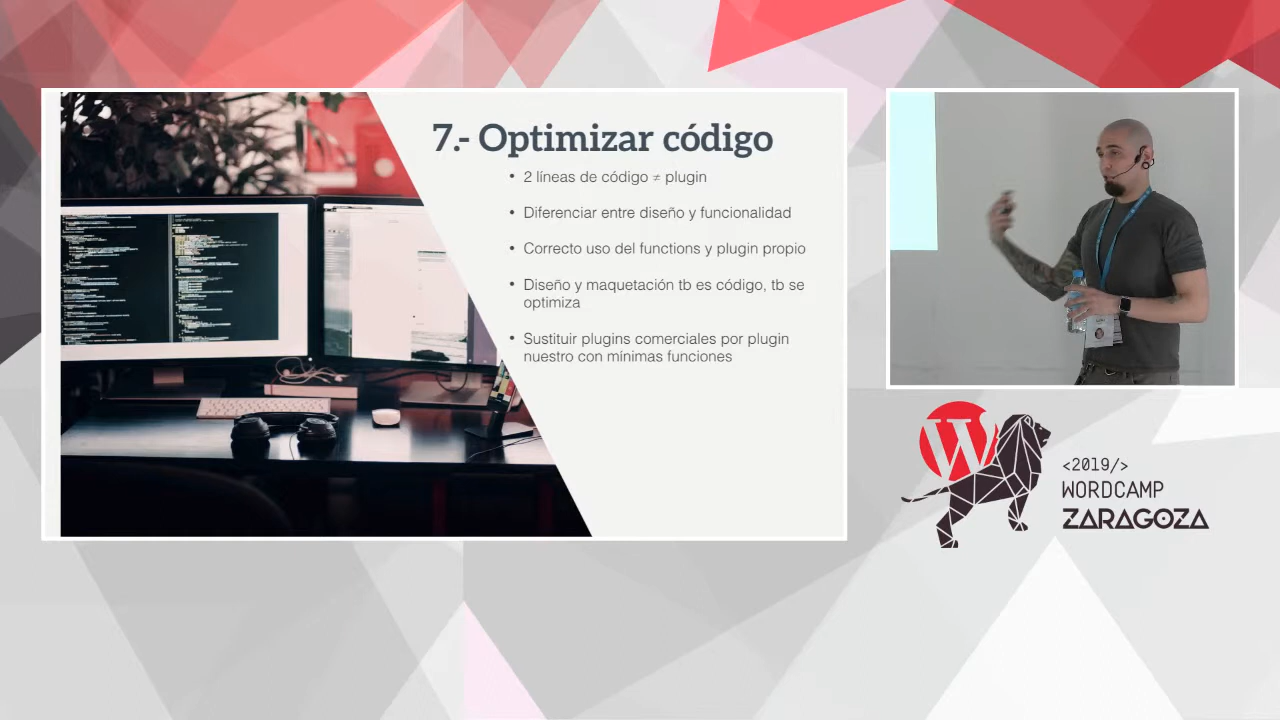 7.- Optimizar código
• 2 líneas de código ≠ plugin
• Diferenciar entre diseño y funcionalidad
• Correcto uso del functions y plugin propio
• Diseño y maquetación tb es código, tb se
optimiza
• Sustituir plugins comerciales por plugin
nuestro con mínimas funciones
W
<2019/>
WORDCAMP
ZARAGOZA